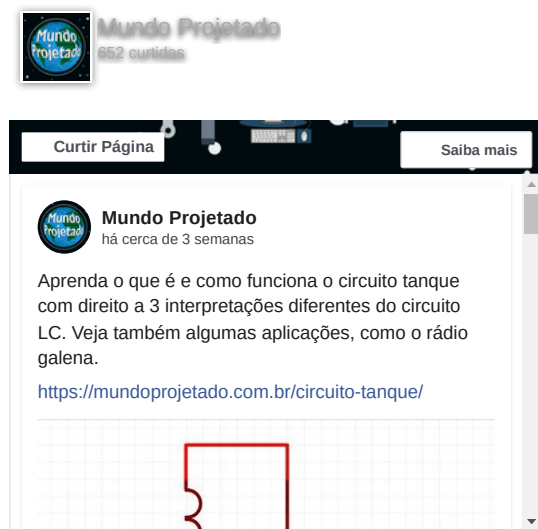 Mundo
Projetado
Mundo Projetado
652 curtidas
Curtir Página
Saiba mais
Mundo
Projetado
Mundo Projetado
há cerca de 3 semanas
Aprenda o que é e como funciona o circuito tanque
com direito a 3 interpretações diferentes do circuito
LC. Veja também algumas aplicações, como o rádio
galena.
https://mundoprojetado.com.br/circuito-tanque/